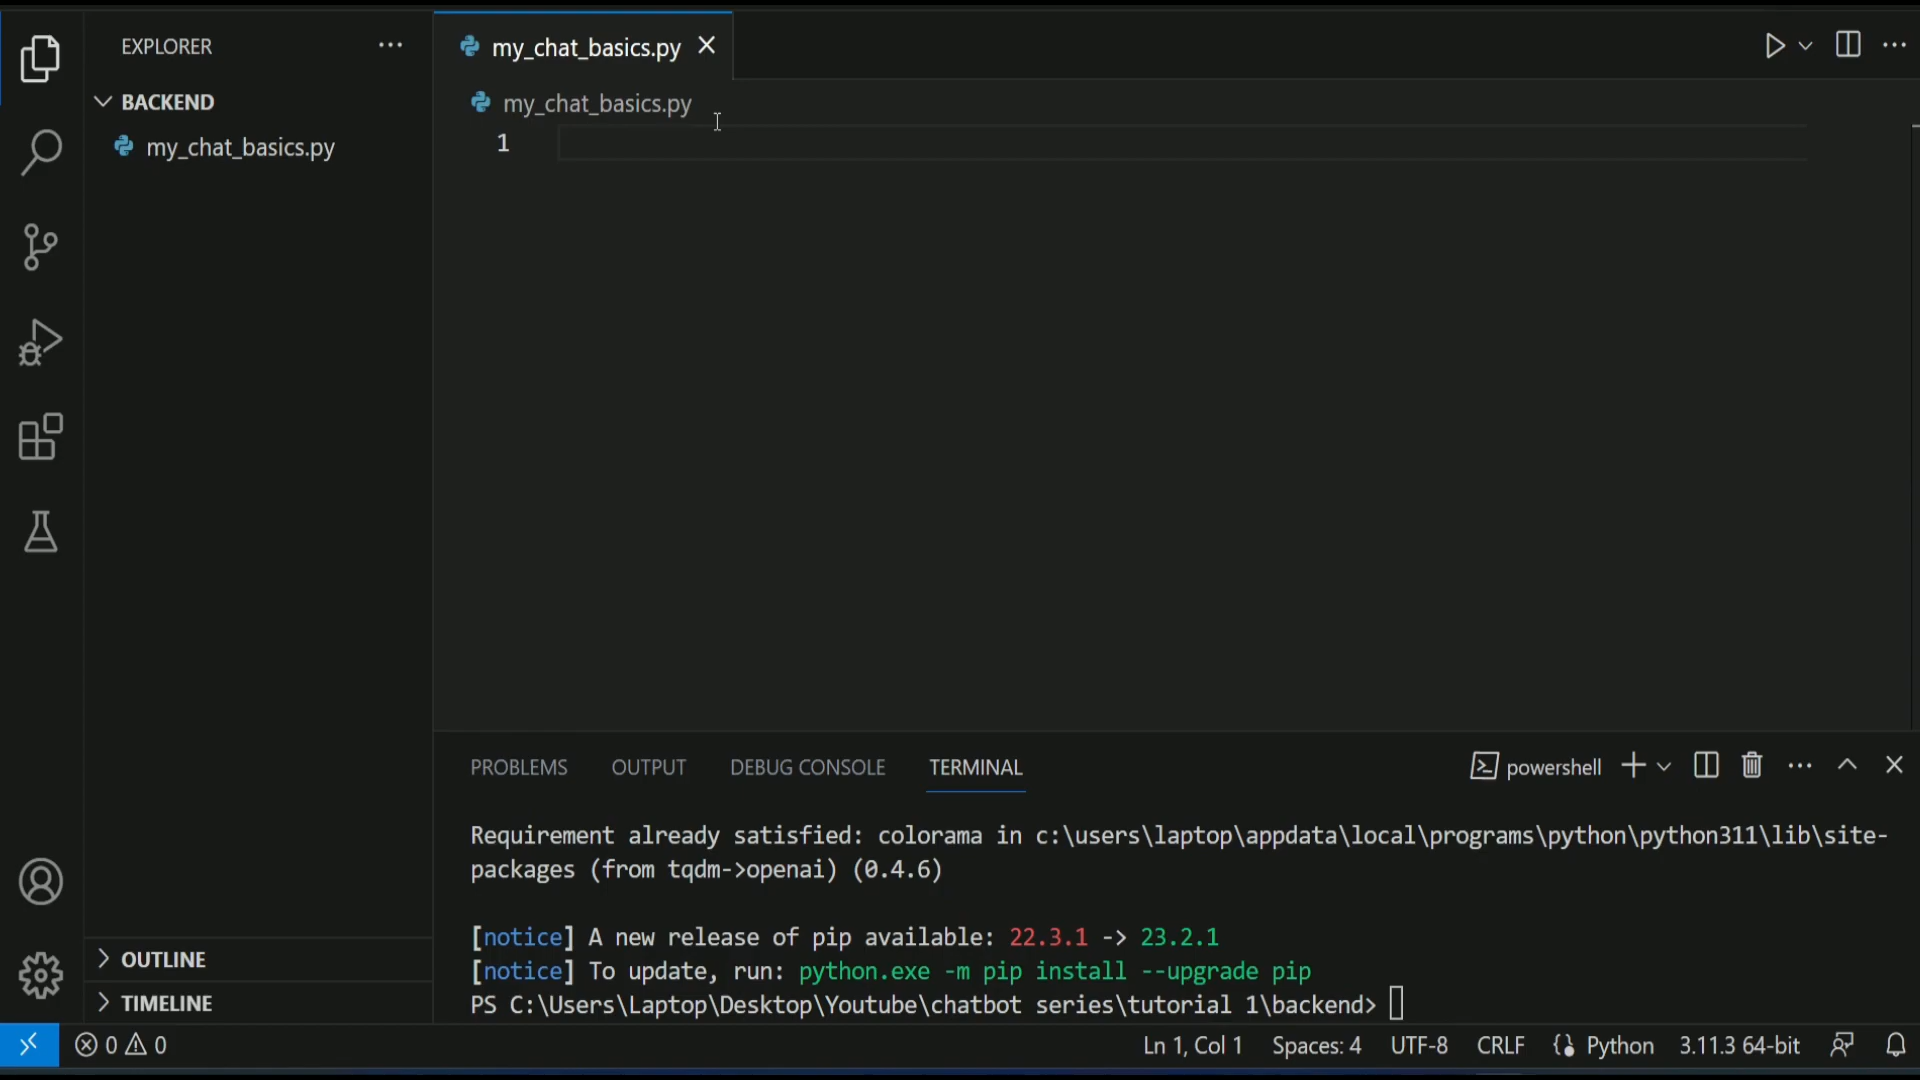 EXPLORER
BACKEND
my_chat_basics.py
OUTLINE
TIMELINE
my_chat_basics.py
my_chat_basics.py
1
PROBLEMS OUTPUT DEBUG CONSOLE TERMINAL powershell
Requirement already satisfied: colorama in c:\users\laptop\appdata\local\programs\python\python311\lib\site-
packages (from tqdm->openai) (0.4.6)
[notice] A new release of pip available: 22.3.1 -> 23.2.1
[notice] To update, run: python.exe -m pip install --upgrade pip
PS C:\Users\Laptop\Desktop\Youtube\chatbot series\tutorial 1\backend>
0 0 Ln 1, Col 1 Spaces: 4 UTF-8 CRLF Python 3.11.3 64-bit